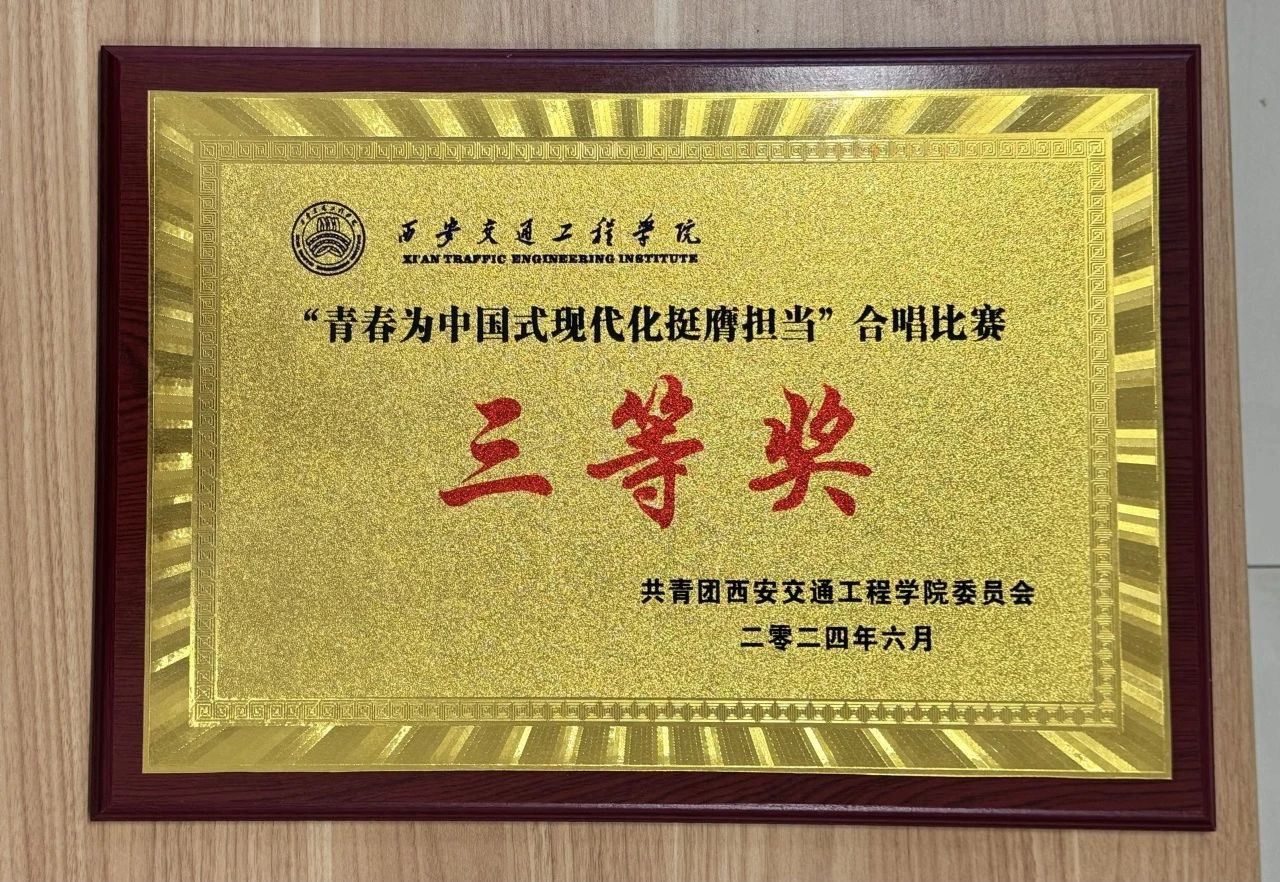 西安交通工程学院
XI'AN TRAFFIC ENGINEERING INSTITUTE
“青春为中国式现代化挺膺担当”合唱比赛
三等奖
共青团西安交通工程学院委员会
二零二四年六月